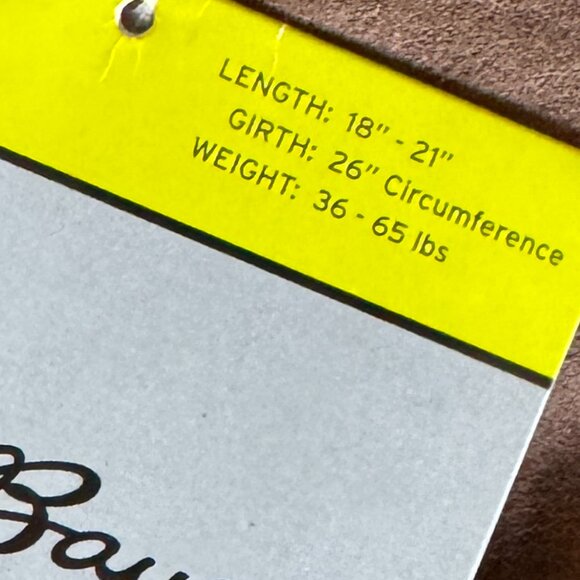 LENGTH: 18" - 21"
GIRTH: 26" Circumference
WEIGHT: 36 - 65 lbs